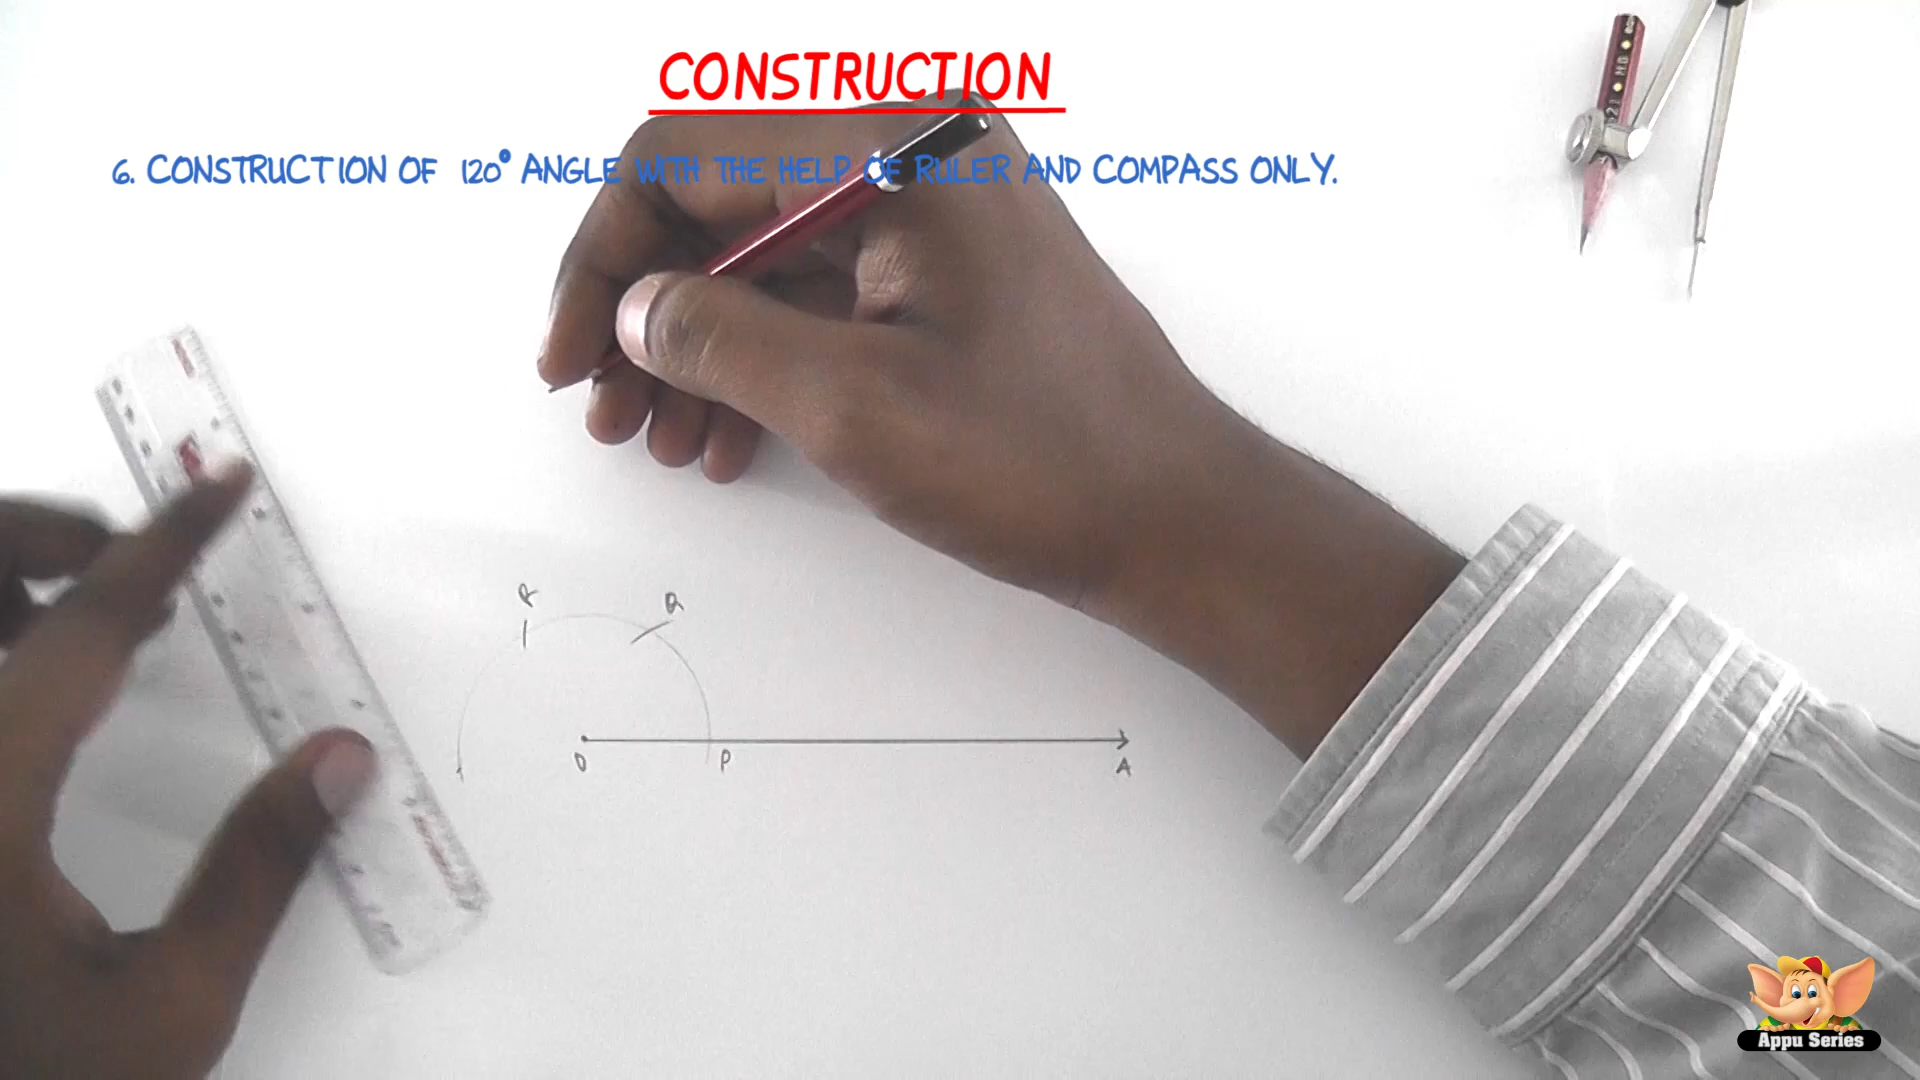 CONSTRUCTION
6. CONSTRUCTION OF 120° ANGLE WITH THE HELP OF RULER AND COMPASS ONLY.
R Q
O P A
Appu Series